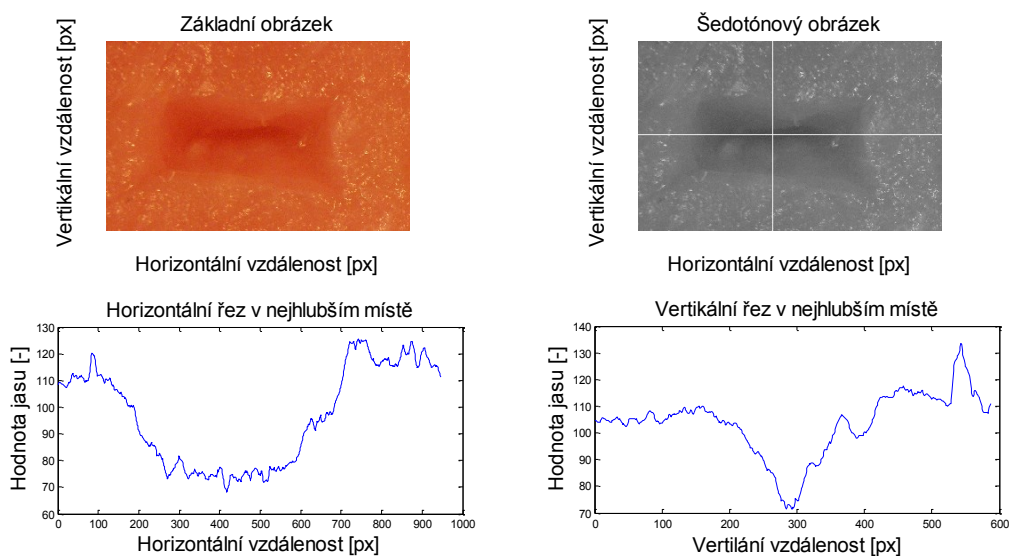 Základní obrázek
Vertikální vzdálenost [px]
Horizontální vzdálenost [px]
Šedotónový obrázek
Vertikální vzdálenost [px]
Horizontální vzdálenost [px]
Horizontální řez v nejhlubším místě
Hodnota jasu [-]
130
120
110
100
90
80
70
60
0 100 200 300 400 500 600 700 800 900 1000
Horizontální vzdálenost [px]
Vertikální řez v nejhlubším místě
Hodnota jasu [-]
140
130
120
110
100
90
80
70
60
0 100 200 300 400 500 600
Vertilání vzdálenost [px]